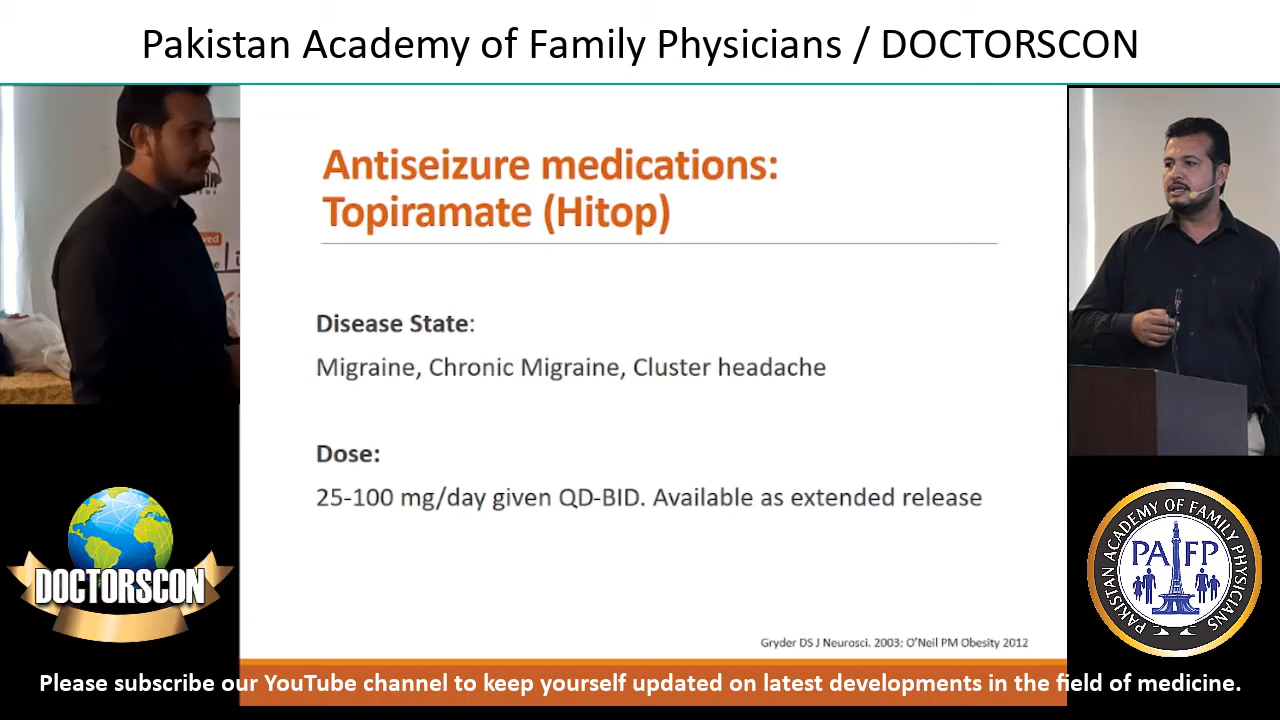 Pakistan Academy of Family Physicians / DOCTORSCON
Antiseizure medications:
Topiramate (Hitop)
Disease State:
Migraine, Chronic Migraine, Cluster headache
Dose:
25-100 mg/day given QD-BID. Available as extended release
Gryder DS J Neurosci. 2003; O'Neil PM Obesity 2012
DOCTORSCON
PAKISTAN ACADEMY OF FAMILY PHYSICIANS
PAFP
Please subscribe our YouTube channel to keep yourself updated on latest developments in the field of medicine.